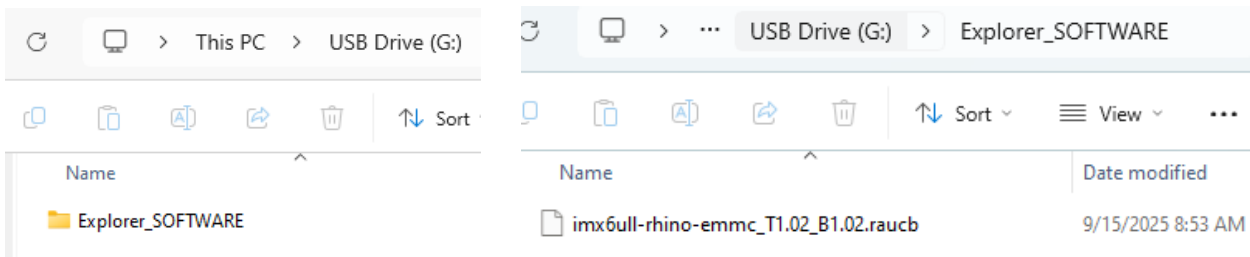 This PC > USB Drive (G:)
Sort
Name
Explorer_SOFTWARE
... USB Drive (G:) > Explorer_SOFTWARE
Sort View ...
Name Date modified
imx6ull-rhino-emmc_T1.02_B1.02.raucb 9/15/2025 8:53 AM